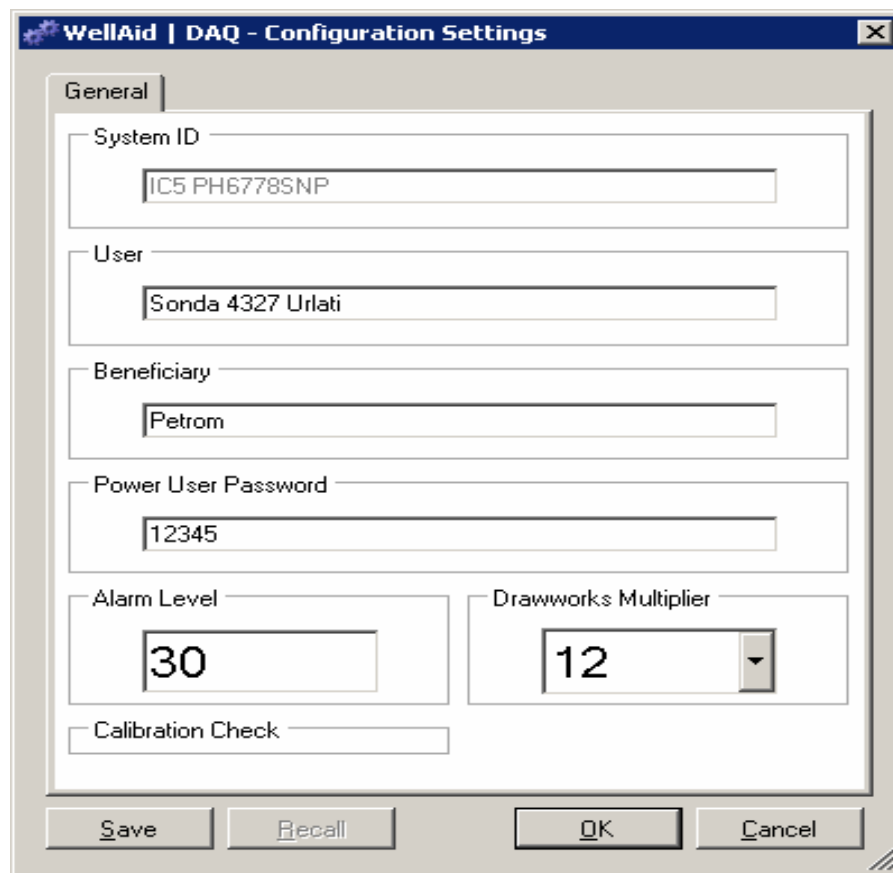 WellAid | DAQ - Configuration Settings
General
System ID
IC5 PH6778SNP
User
Sonda 4327 Urlati
Beneficiary
Petrom
Power User Password
12345
Alarm Level Drawworks Multiplier
30 12
Calibration Check
Save Recall OK Cancel